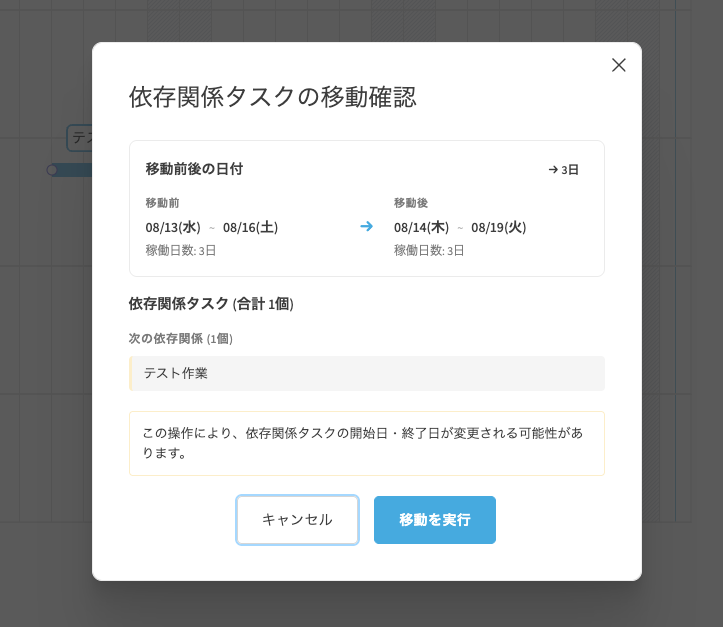 依存関係タスクの移動確認
テス
移動前後の日付 → 3日
移動前 移動後
08/13(水) ~ 08/16(土) → 08/14(木) ~ 08/19(火)
稼働日数: 3日 稼働日数: 3日
依存関係タスク (合計 1個)
次の依存関係 (1個)
テスト作業
この操作により、依存関係タスクの開始日・終了日が変更される可能性があ
ります。
キャンセル 移動を実行